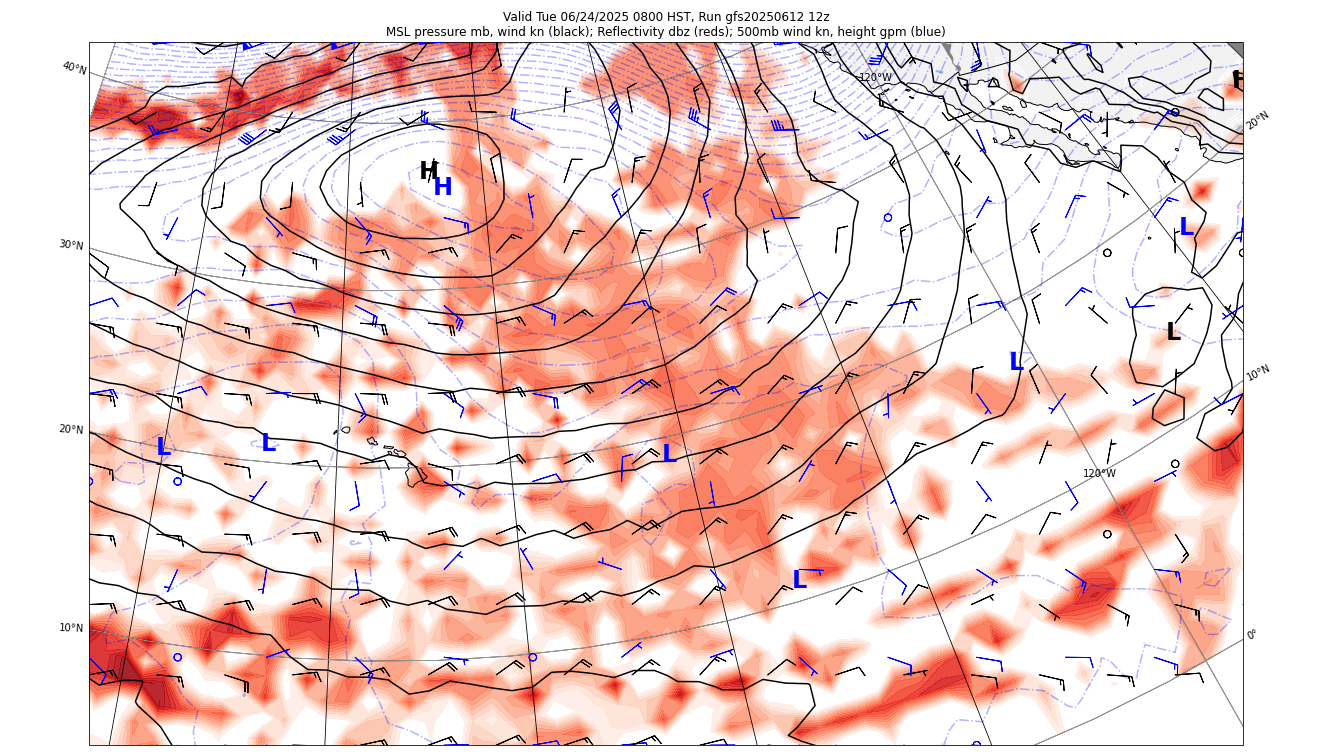 Valid Tue 06/24/2025 0800 HST, Run gfs20250612 12z
MSL pressure mb, wind kn (black); Reflectivity dbz (reds); 500mb wind kn, height gpm (blue)
40°N
120°W
H
20°N
H
H
L
30°N
L
L
10°N
20°N
L
L
L
120°W
L
10°N
0°